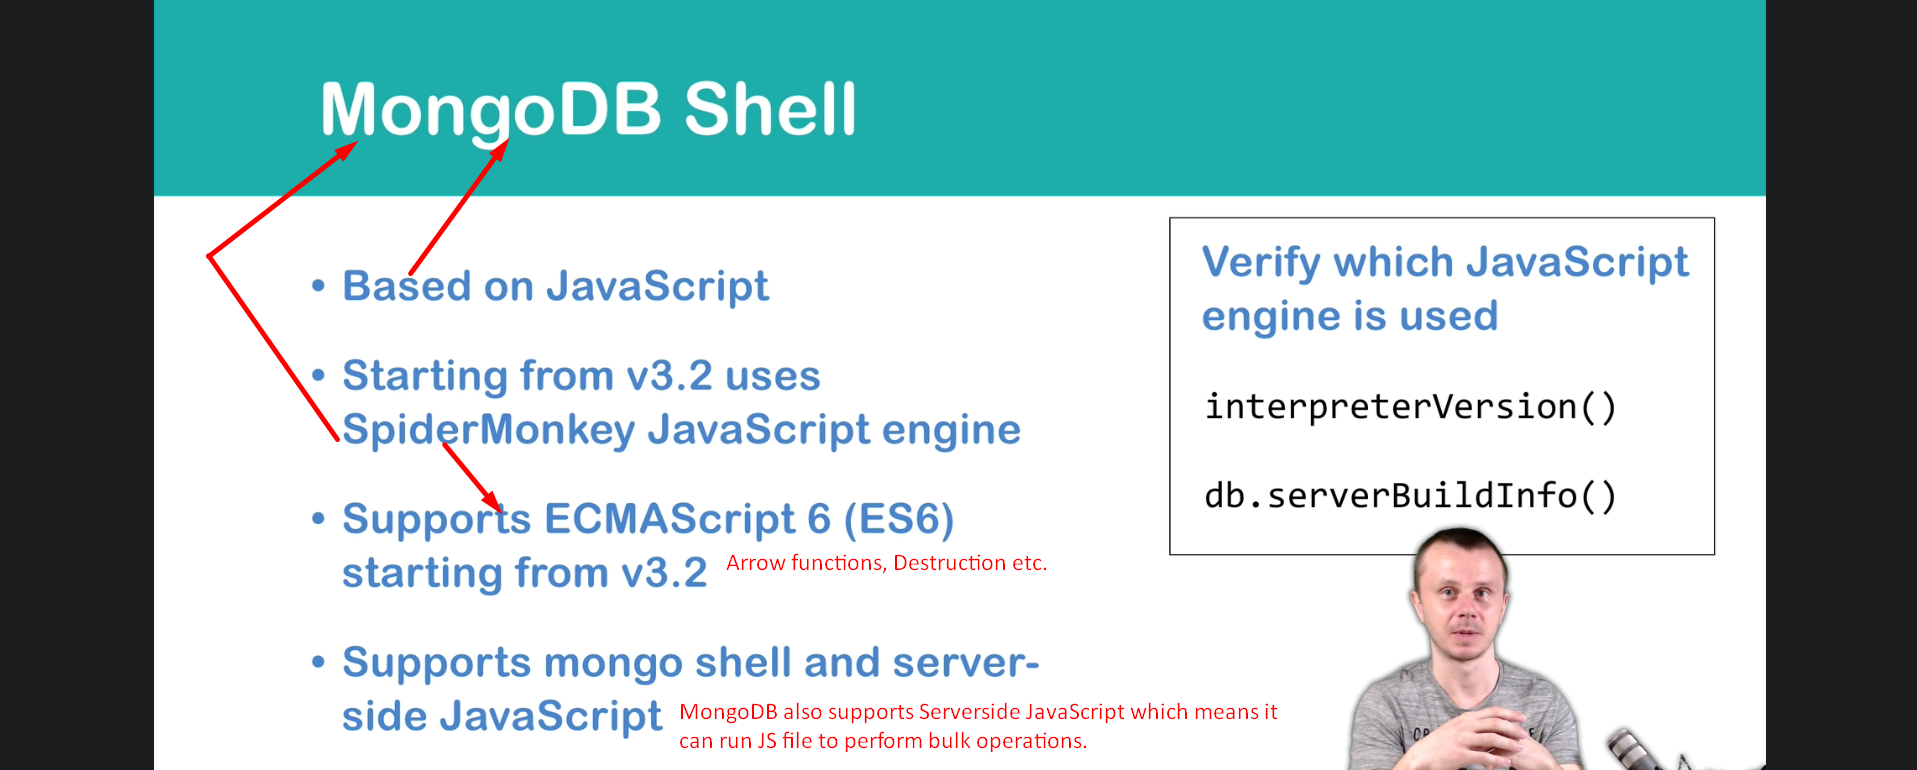 MongoDB Shell
• Based on JavaScript
• Starting from v3.2 uses
SpiderMonkey JavaScript engine
• Supports ECMAScript 6 (ES6)
starting from v3.2
Arrow functions, Destruction etc.
• Supports mongo shell and server-
side JavaScript
MongoDB also supports Serverside JavaScript which means it
can run JS file to perform bulk operations.
Verify which JavaScript
engine is used
interpreterVersion()
db.serverBuildInfo()